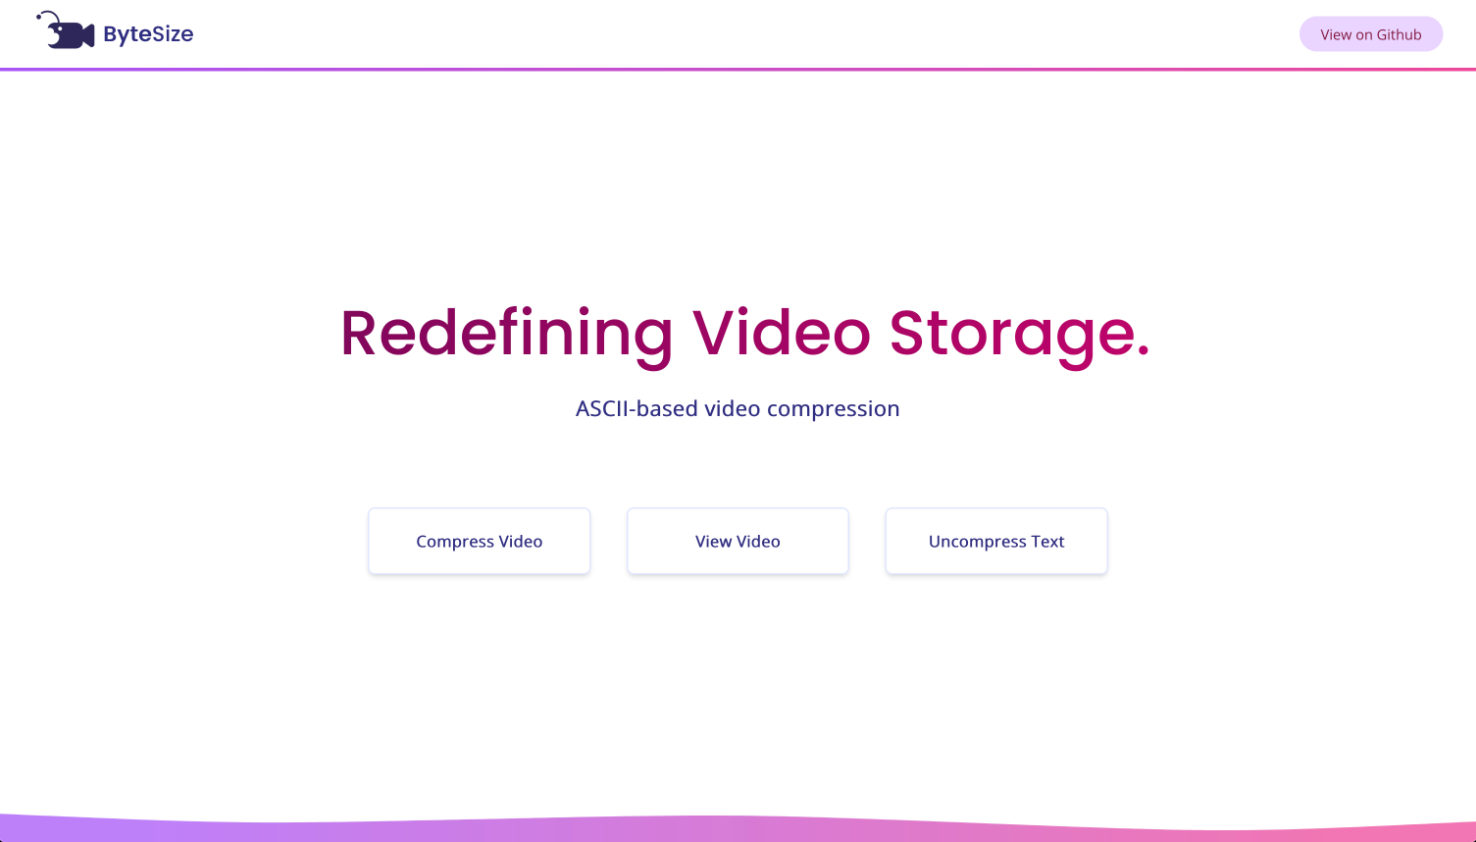 ByteSize
View on Github
Redefining Video Storage.
ASCII-based video compression
Compress Video
View Video
Uncompress Text